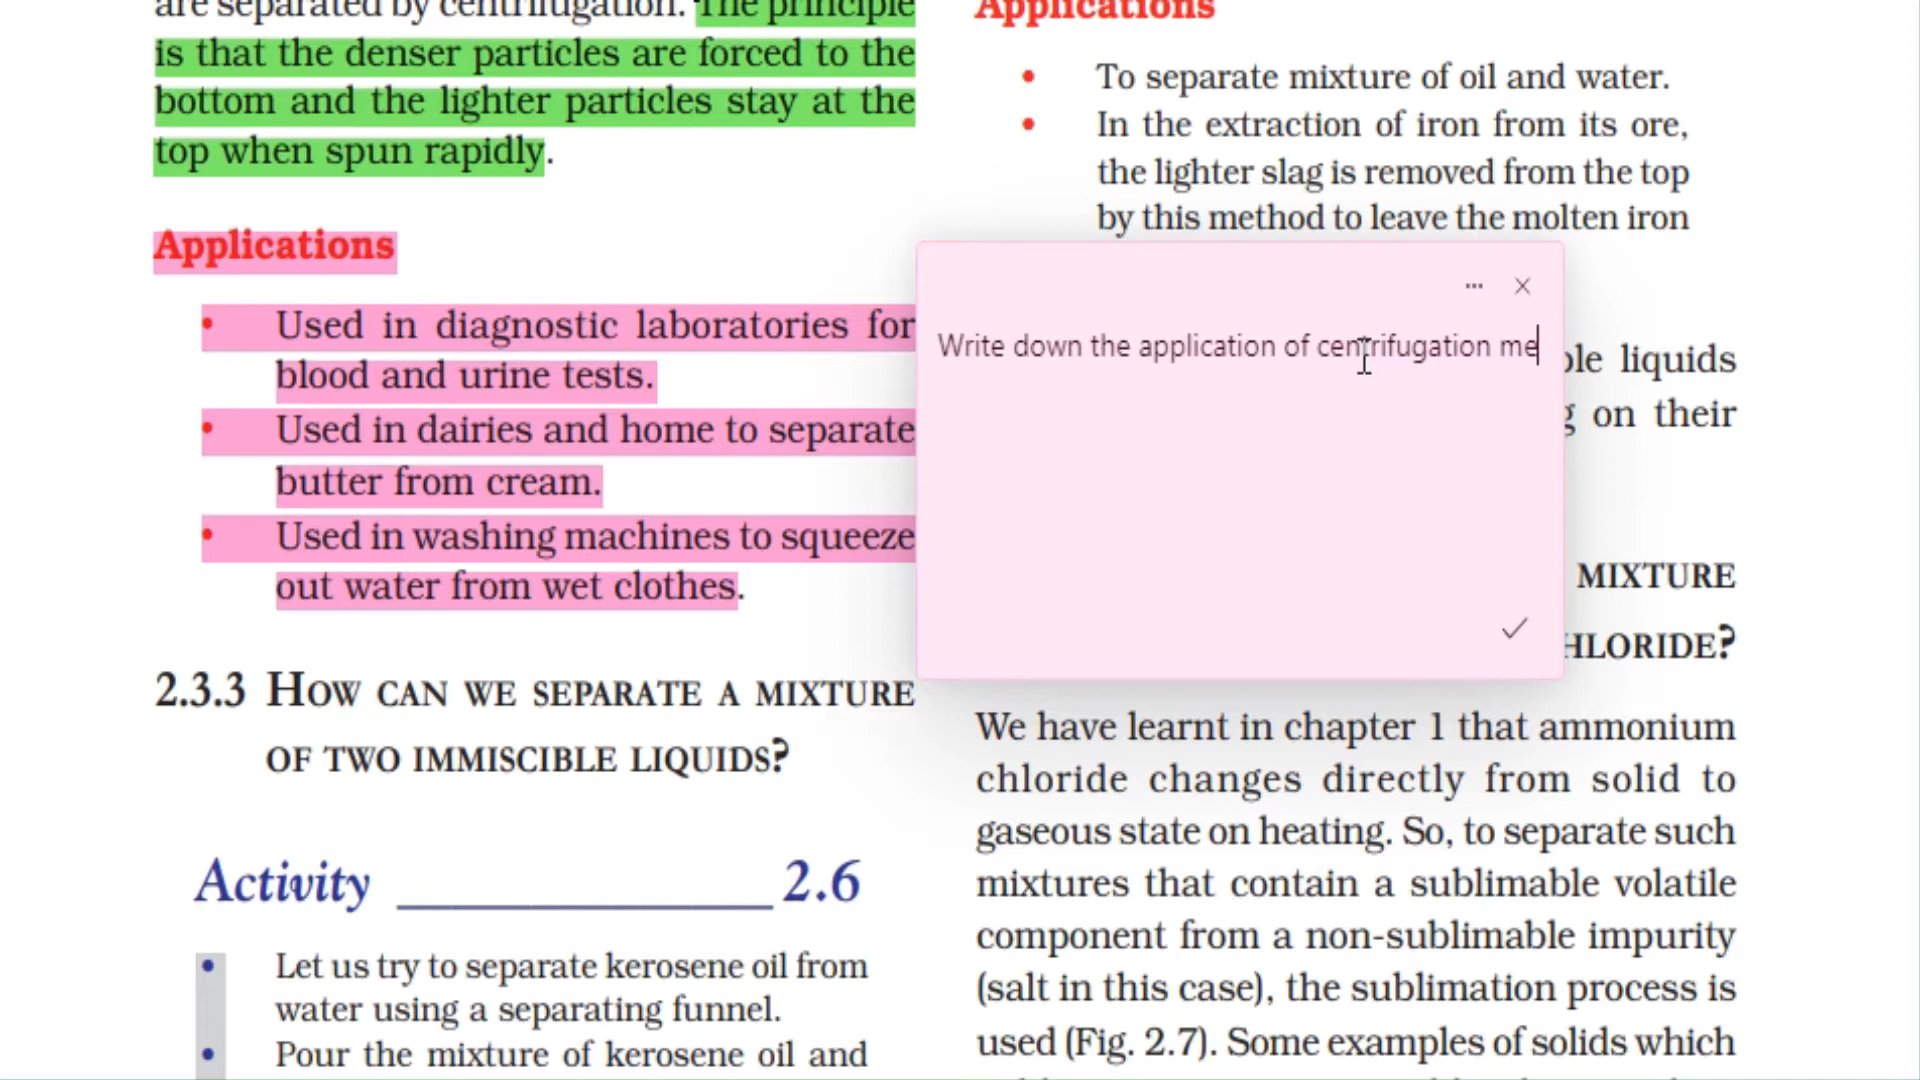 are separated by centrifugation. The principle
is that the denser particles are forced to the
bottom and the lighter particles stay at the
top when spun rapidly.
Applications
• Used in diagnostic laboratories for
blood and urine tests.
• Used in dairies and home to separate
butter from cream.
• Used in washing machines to squeeze
out water from wet clothes.
2.3.3 HOW CAN WE SEPARATE A MIXTURE
OF TWO IMMISCIBLE LIQUIDS?
Activity ______________ 2.6
• Let us try to separate kerosene oil from
water using a separating funnel.
• Pour the mixture of kerosene oil and
Applications
• To separate mixture of oil and water.
• In the extraction of iron from its ore,
the lighter slag is removed from the top
by this method to leave the molten iron
Write down the application of centrifugation me
liquids
on their
MIXTURE
HLORIDE?
We have learnt in chapter 1 that ammonium
chloride changes directly from solid to
gaseous state on heating. So, to separate such
mixtures that contain a sublimable volatile
component from a non-sublimable impurity
(salt in this case), the sublimation process is
used (Fig. 2.7). Some examples of solids which